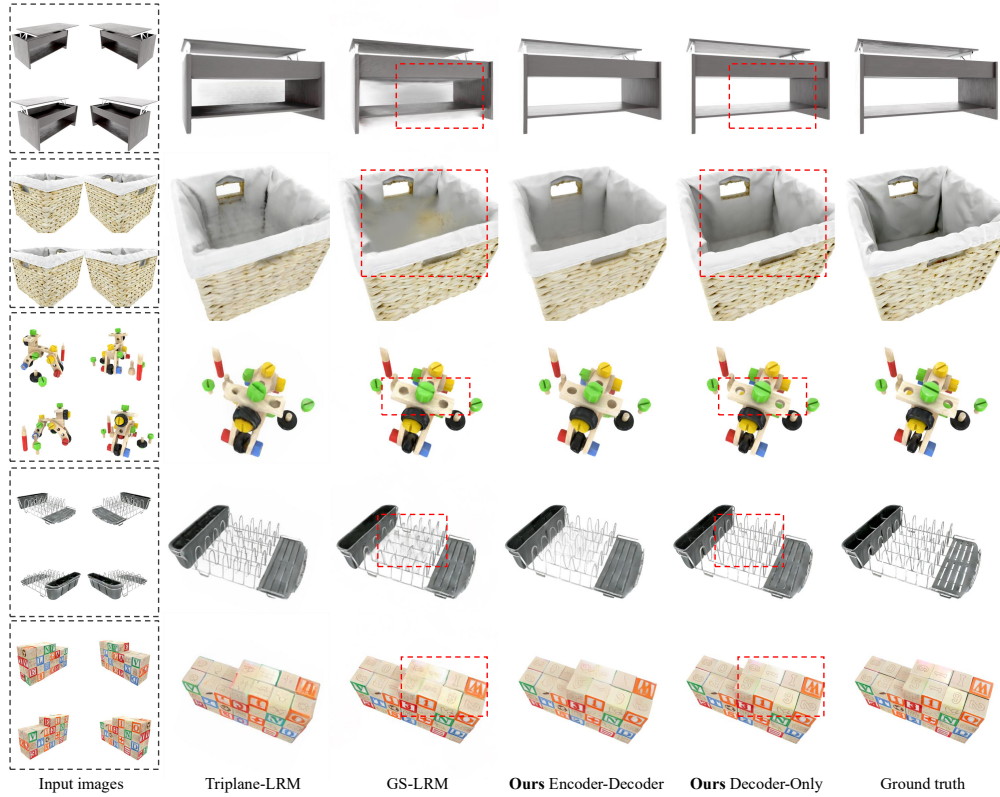 Input images
Triplane-LRM
GS-LRM
Ours Encoder-Decoder
Ours Decoder-Only
Ground truth